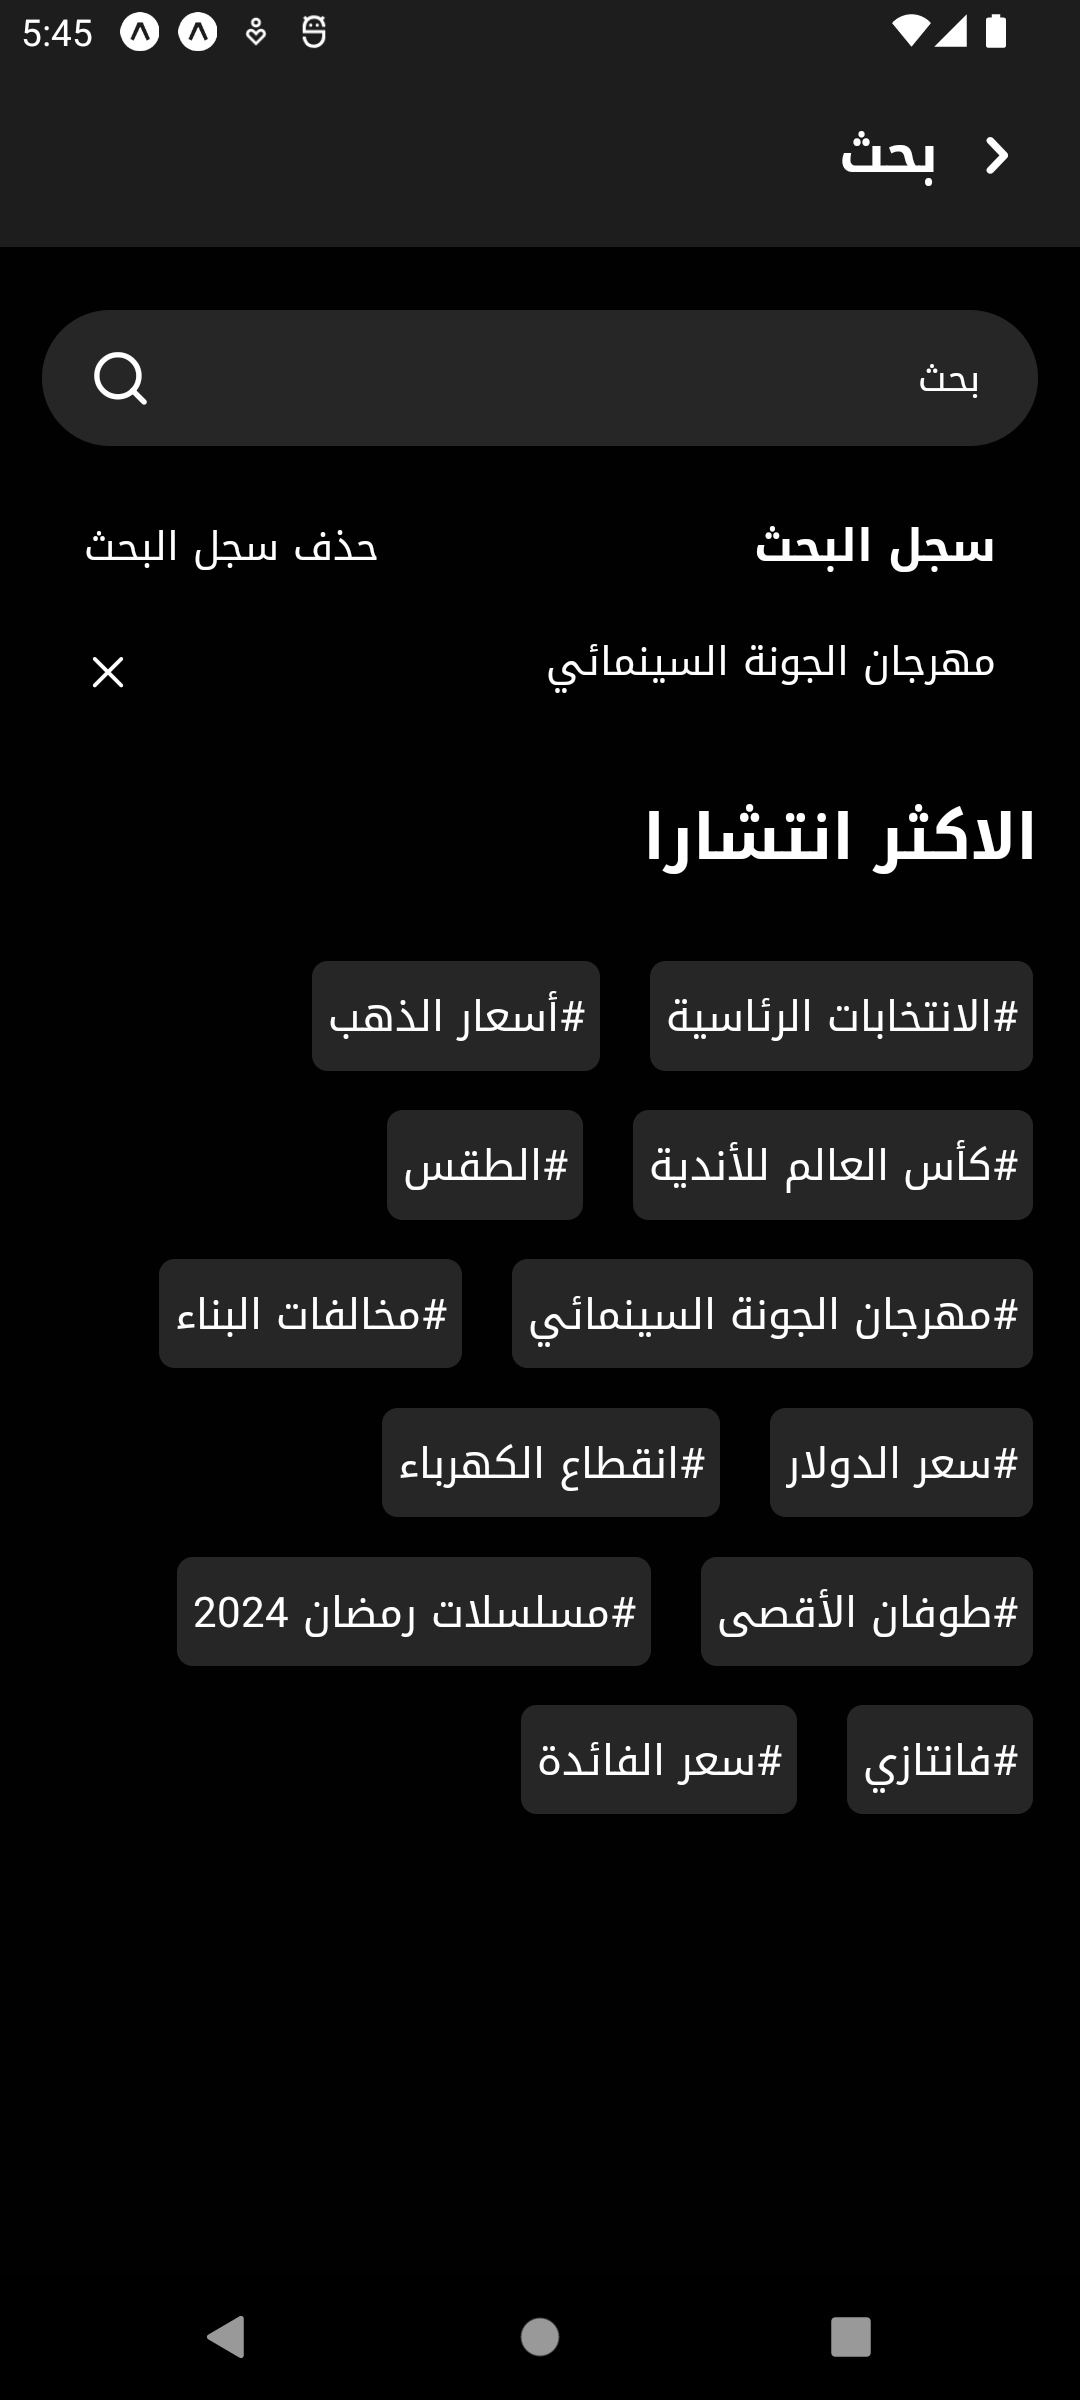 5:45
بحث
بحث
سجل البحث
حذف سجل البحث
مهرجان الجونة السينمائي
الاكثر انتشارا
#الانتخابات الرئاسية #أسعار الذهب
#كأس العالم للأندية #الطقس
#مهرجان الجونة السينمائي #مخالفات البناء
#سعر الدولار #انقطاع الكهرباء
#طوفان الأقصى #مسلسلات رمضان 2024
#فانتازي #سعر الفائدة